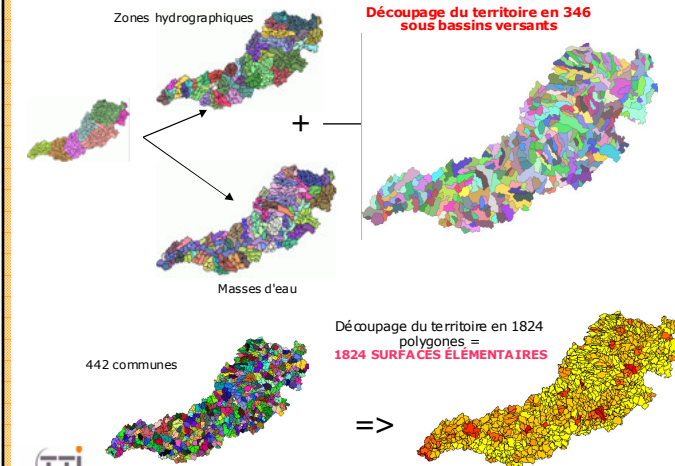 Zones hydrographiques
Découpage du territoire en 346
sous bassins versants
+
Masses d'eau
442 communes
Découpage du territoire en 1824
polygones =
1824 SURFACES ÉLÉMENTAIRES
=>